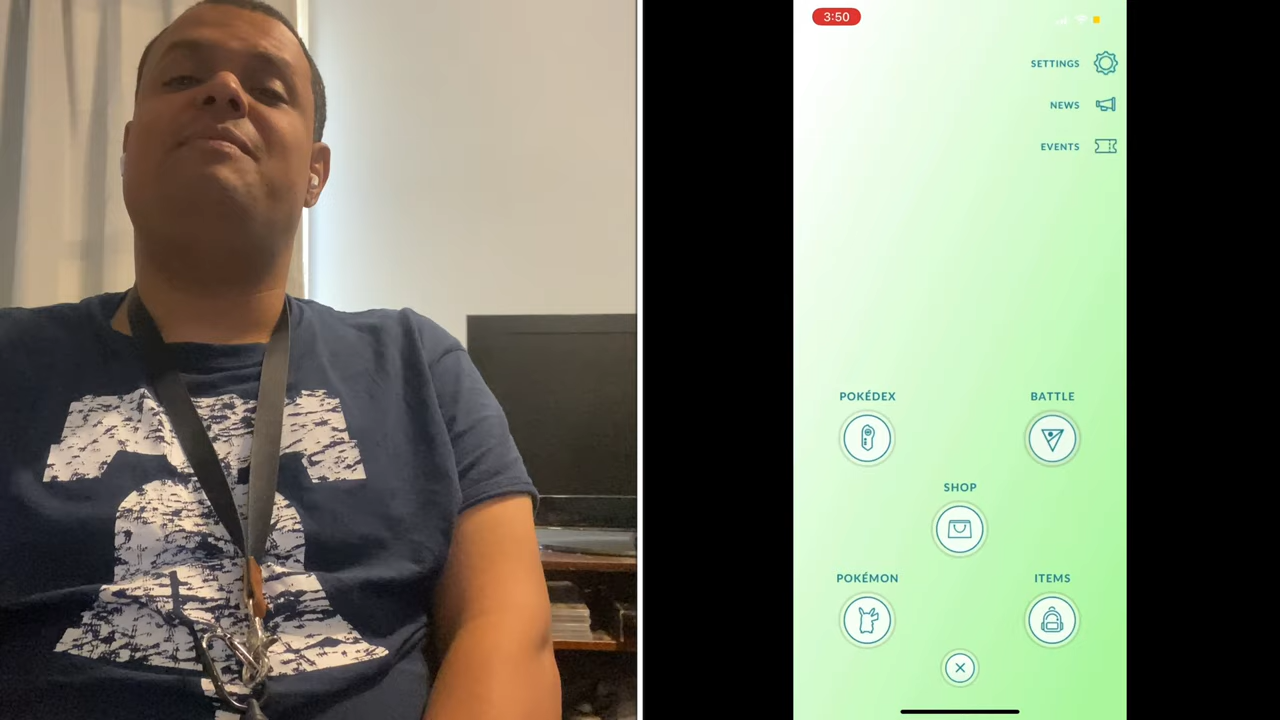 3:50
SETTINGS
NEWS
EVENTS
POKÉDEX
BATTLE
SHOP
POKÉMON
ITEMS